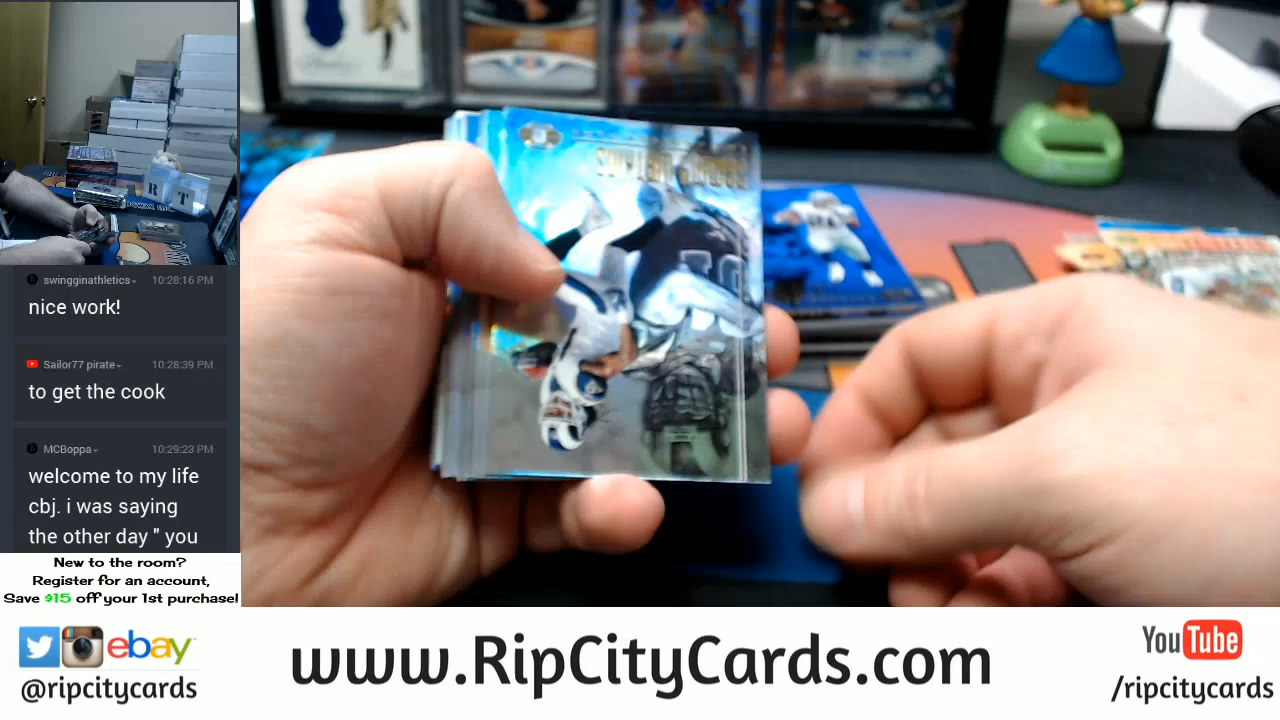 swingginathletics
10:28:16 PM
nice work!
Sailor77 pirate
10:28:39 PM
to get the cook
MCBoppa
10:29:23 PM
welcome to my life
cbj. i was saying
the other day " you
New to the room?
Register for an account,
Save $15 off your 1st purchase!
ebay
@ripcitycards
www.RipCityCards.com
YouTube
/ripcitycards
R T